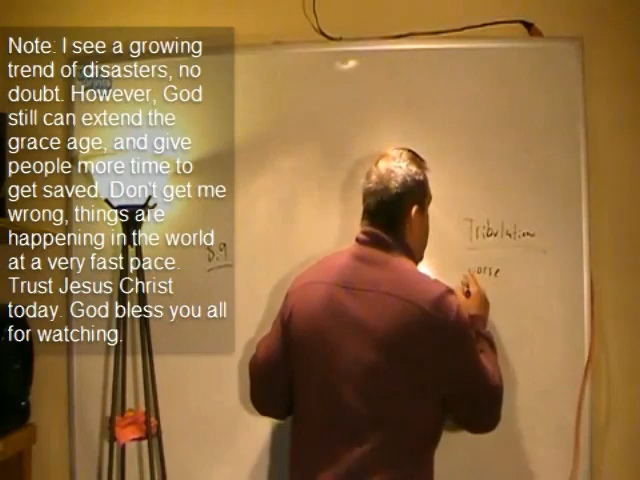 Note: I see a growing
trend of disasters, no
doubt. However, God
still can extend the
grace age, and give
people more time to
get saved. Don't get me
wrong, things are
happening in the world
at a very fast pace.
Trust Jesus Christ
today. God bless you all
for watching.
Tribulation